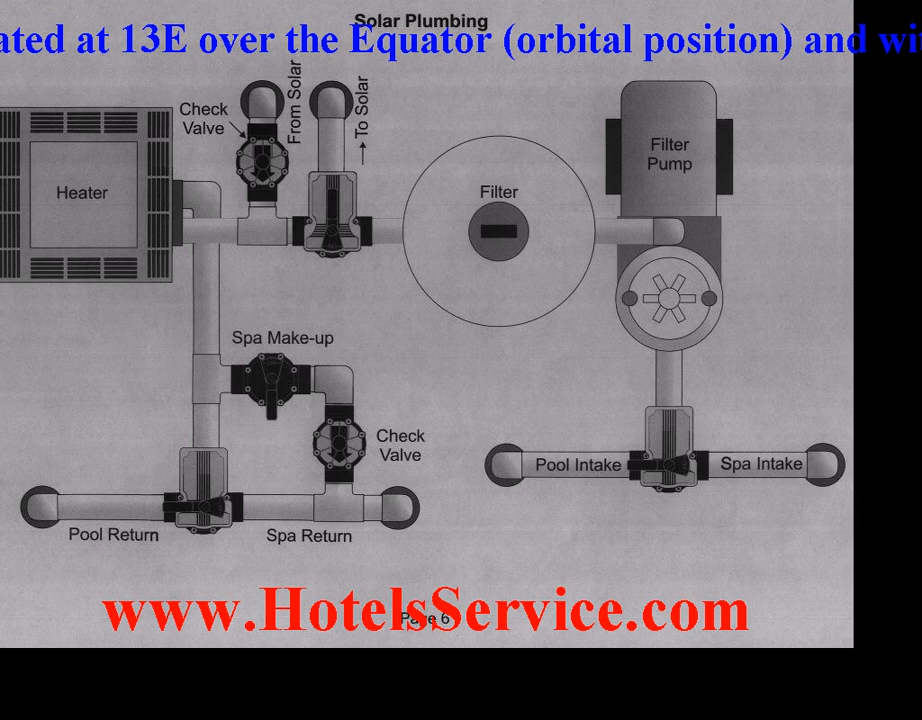 Solar Plumbing
ated at 13E over the Equator (orbital position) and wi
Check
Valve
From Solar
To Solar
Filter
Pump
Heater
Filter
Spa Make-up
Check
Valve
Pool Intake
Spa Intake
Pool Return
Spa Return
www.HotelsService.com
Page 6